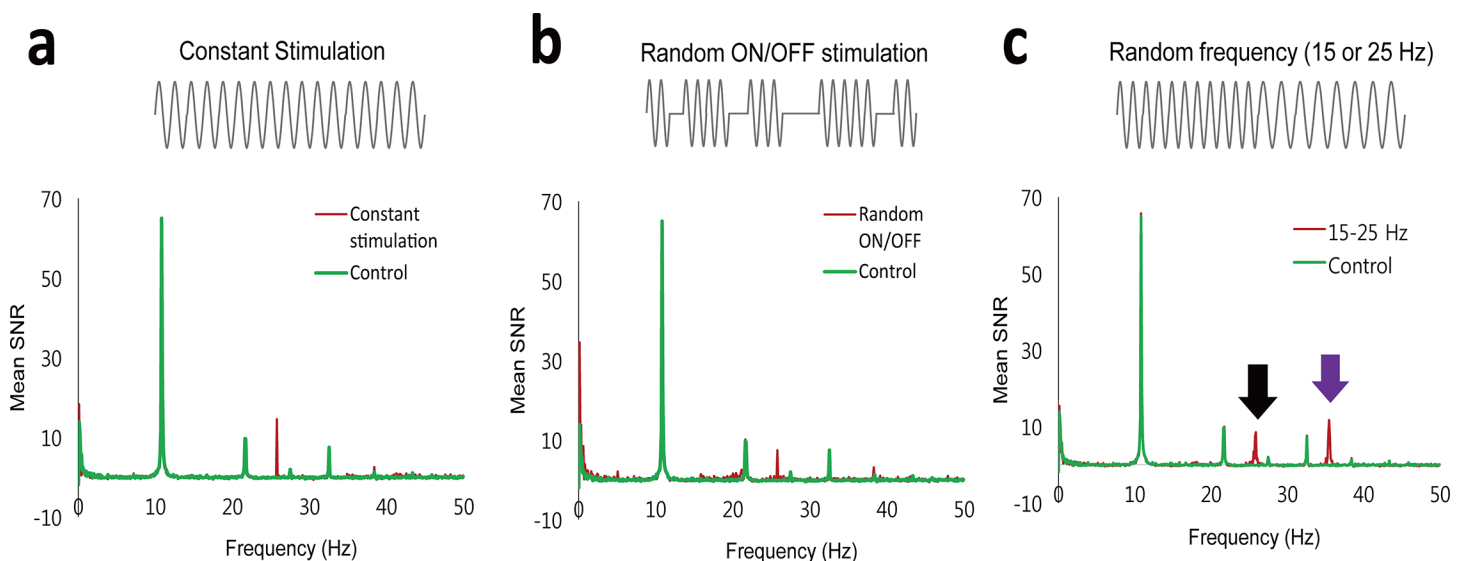 a
Constant Stimulation
70
50
30
10
-10
Mean SNR
Constant
stimulation
Control
0
10
20
30
40
50
Frequency (Hz)
b
Random ON/OFF stimulation
70
50
30
10
-10
Mean SNR
Random
ON/OFF
Control
0
10
20
30
40
50
Frequency (Hz)
c
Random frequency (15 or 25 Hz)
70
50
30
10
-10
Mean SNR
15-25 Hz
Control
0
10
20
30
40
50
Frequency (Hz)